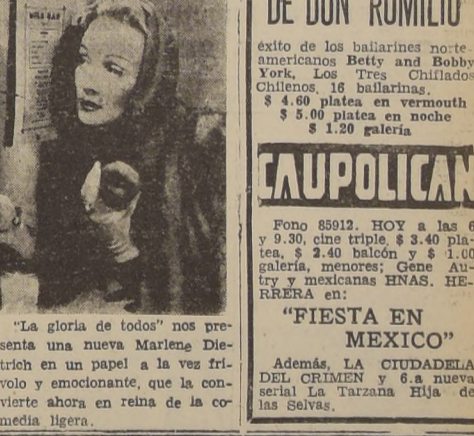 "La gloria de todos" nos pre-
senta una nueva Marlene Die-
trich en un papel a la vez frí-
volo y emocionante, que la con-
vierte ahora en reina de la co-
media ligera.
DE DON ROMILIO
éxito de los bailarines norte-
americanos Betty and Bobby
York, Los Tres Chiflados
Chilenos, 16 bailarinas.
$ 4.60 platea en vermouth
$ 5.00 platea en noche
$ 1.20 galería
CAUPOLICAN
Fono 85912. HOY a las 6
y 9.30, cine triple, $ 3.40 pla-
tea, $ 2.40 balcón y $ 1.00
galería, menores; Gene Au-
try y mexicanas HNAS. HE-
RRERA en:
"FIESTA EN
MEXICO"
Además, LA CIUDADELA
DEL CRIMEN y 6.a nueva
serial La Tarzana Hija de
las Selvas.